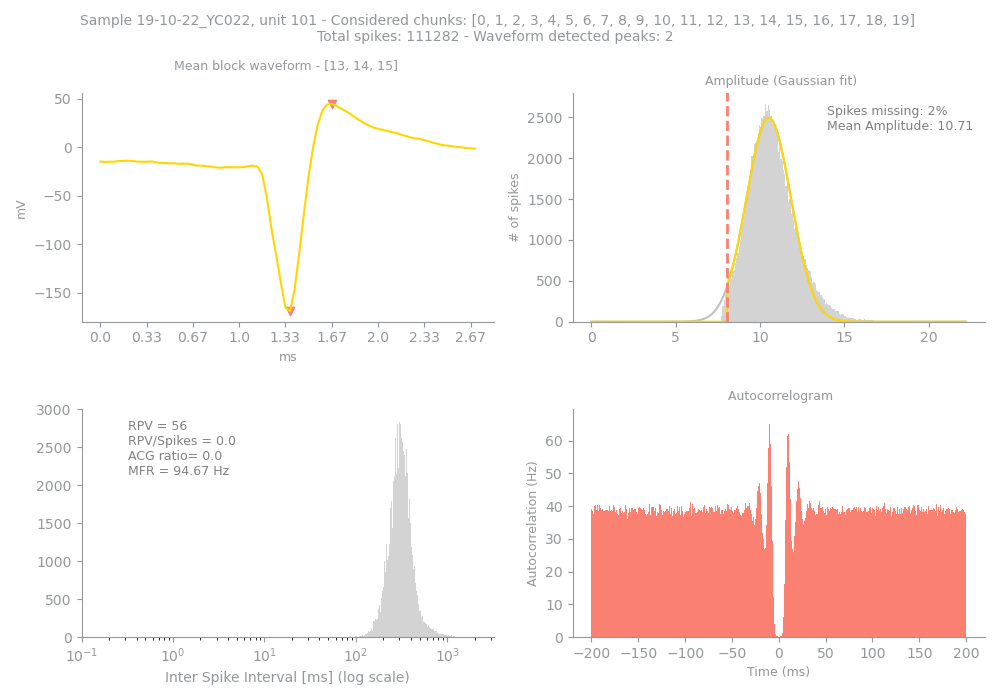 Sample 19-10-22_YC022, unit 101 - Considered chunks: [0, 1, 2, 3, 4, 5, 6, 7, 8, 9, 10, 11, 12, 13, 14, 15, 16, 17, 18, 19]
Total spikes: 111282 - Waveform detected peaks: 2
Mean block waveform - [13, 14, 15]
50
0
−50
−100
−150
mV
0.0 0.33 0.67 1.0 1.33 1.67 2.0 2.33 2.67
ms
Amplitude (Gaussian fit)
Spikes missing: 2%
Mean Amplitude: 10.71
2500
2000
1500
1000
500
0
# of spikes
0 5 10 15 20
3000
2500
2000
1500
1000
500
0
RPV = 56
RPV/Spikes = 0.0
ACG ratio= 0.0
MFR = 94.67 Hz
10⁻¹ 10⁰ 10¹ 10² 10³
Inter Spike Interval [ms] (log scale)
Autocorrelogram
60
50
40
30
20
10
0
Autocorrelation (Hz)
−200 −150 −100 −50 0 50 100 150 200
Time (ms)